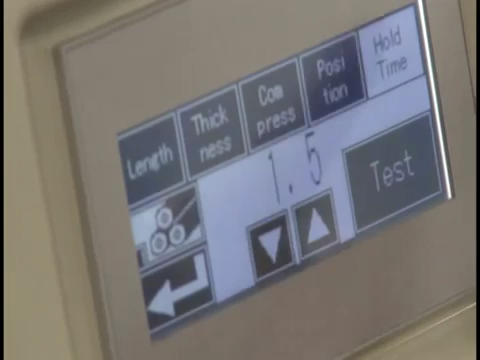 Length
Thick
ness
Com
press
Posi
tion
Hold
Time
1.5
Test